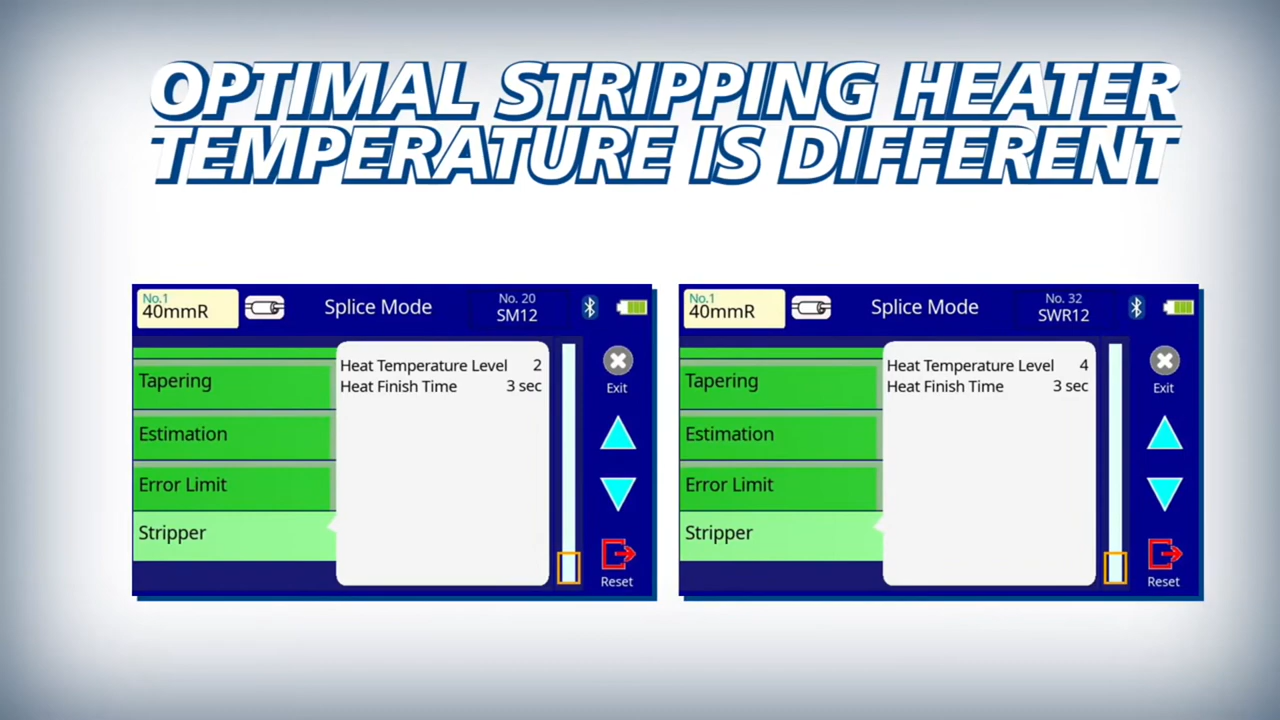 OPTIMAL STRIPPING HEATER
TEMPERATURE IS DIFFERENT
No.1
40mmR
Splice Mode
No. 20
SM12
Tapering
Estimation
Error Limit
Stripper
Heat Temperature Level 2
Heat Finish Time 3 sec
Exit
Reset
No.1
40mmR
Splice Mode
No. 32
SWR12
Tapering
Estimation
Error Limit
Stripper
Heat Temperature Level 4
Heat Finish Time 3 sec
Exit
Reset